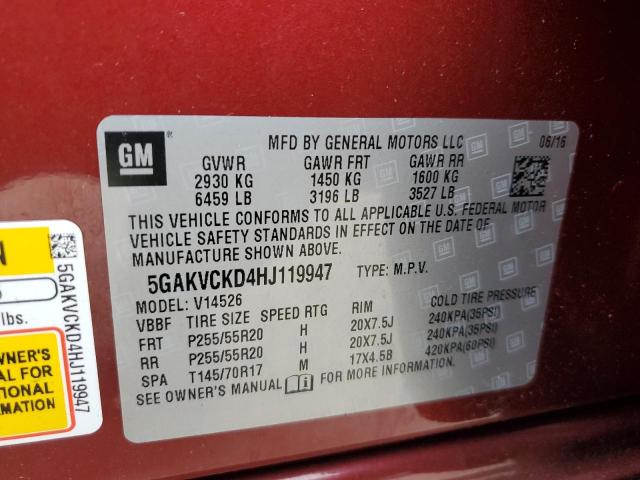 GM
MFD BY GENERAL MOTORS LLC 06/16
GVWR GAWR FRT GAWR RR
2930 KG 1450 KG 1600 KG
6459 LB 3196 LB 3527 LB
THIS VEHICLE CONFORMS TO ALL APPLICABLE U.S. FEDERAL MOTOR
VEHICLE SAFETY STANDARDS IN EFFECT ON THE DATE OF
MANUFACTURE SHOWN ABOVE.
5GAKVCKD4HJ119947 TYPE: M.P.V.
MODEL: V14526
VBBF TIRE SIZE SPEED RTG RIM COLD TIRE PRESSURE
FRT P255/55R20 H 20X7.5J 240KPA(35PSI)
RR P255/55R20 H 20X7.5J 240KPA(35PSI)
SPA T145/70R17 M 17X4.5B 420KPA(60PSI)
SEE OWNER'S MANUAL FOR MORE INFORMATION.
N
lbs.
5GAKVCKD4HJ119947
OWNER'S
AL FOR
TIONAL
RMATION